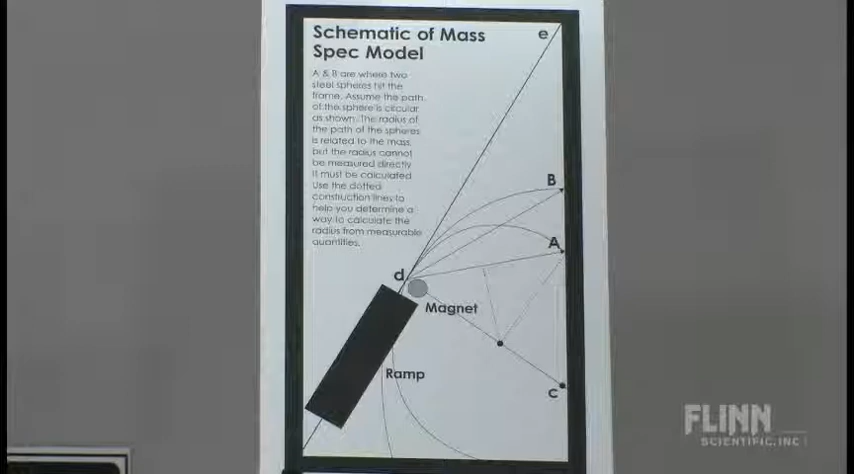 Schematic of Mass
Spec Model
A & B are where two
steel spheres hit the
frame. Assume the path
of the sphere is circular
as shown. The radius of
the path of the spheres
is related to the mass
but the radius cannot
be measured directly
It must be calculated
Use the dotted
construction lines to
help you determine a
way to calculate the
radius from measurable
quantities.
e
B
A
d
Magnet
Ramp
c
FLINN
SCIENTIFIC, INC.